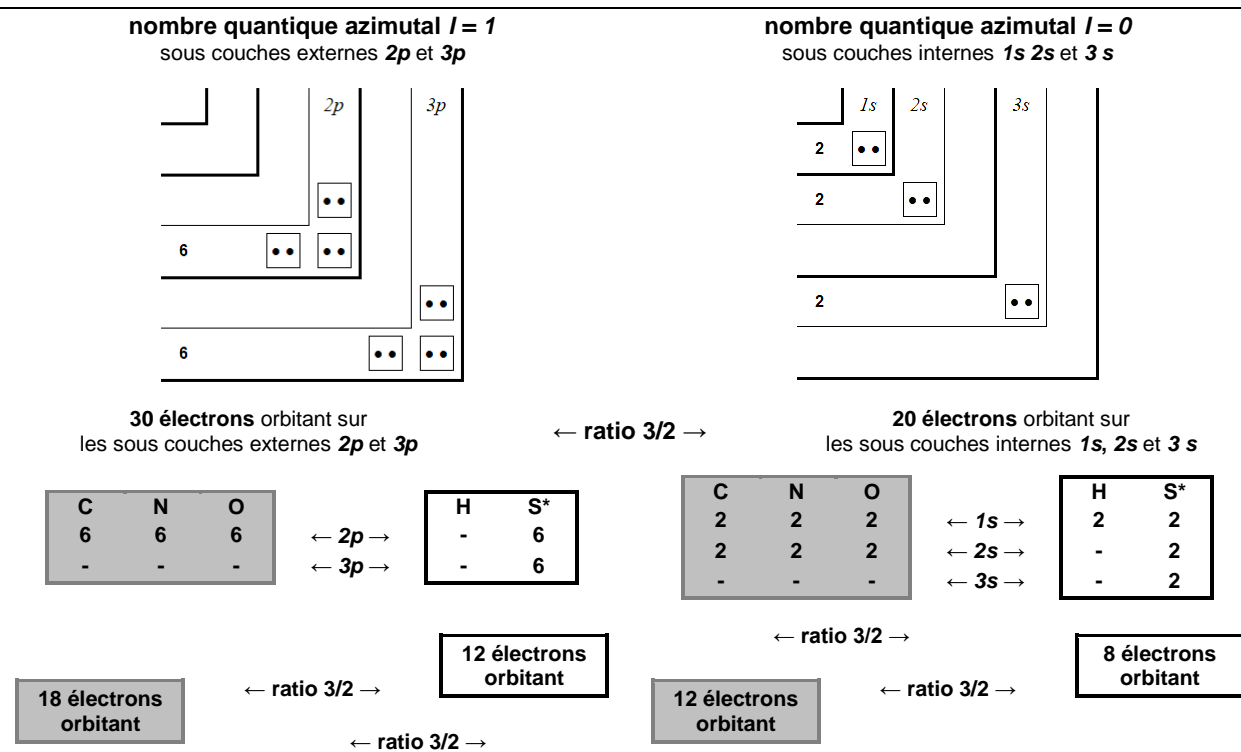 nombre quantique azimutal l = 1
sous couches externes 2p et 3p
2p 3p
6
6
30 électrons orbitant sur
les sous couches externes 2p et 3p
nombre quantique azimutal l = 0
sous couches internes 1s 2s et 3 s
1s 2s 3s
2
2
2
20 électrons orbitant sur
les sous couches internes 1s, 2s et 3 s
← ratio 3/2 →
C N O H S*
6 6 6 ← 2p → - 6
- - - ← 3p → - 6
C N O H S*
2 2 2 ← 1s → 2 2
2 2 2 ← 2s → - 2
- - - ← 3s → - 2
← ratio 3/2 →
12 électrons
orbitant
18 électrons
orbitant
← ratio 3/2 →
← ratio 3/2 →
8 électrons
orbitant
12 électrons
orbitant
← ratio 3/2 →